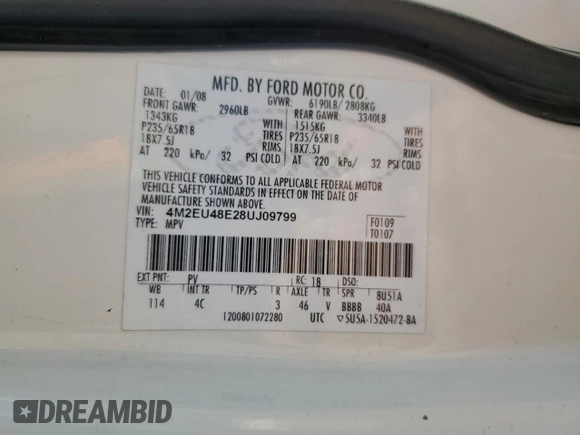 MFD. BY FORD MOTOR CO.
DATE: 01/08 GVWR: 6190LB/ 2808KG
FRONT GAWR: 2960LB REAR GAWR: 3340LB
1343KG WITH 1515KG WITH
P235/65R18 TIRES P235/65R18 TIRES
18X7.5J RIMS 18X7.5J RIMS
AT 220 kPa/ 32 PSI COLD AT 220 kPa/ 32 PSI COLD
THIS VEHICLE CONFORMS TO ALL APPLICABLE FEDERAL MOTOR
VEHICLE SAFETY STANDARDS IN EFFECT ON THE DATE OF
MANUFACTURE SHOWN ABOVE.
VIN: 4M2EU48E28UJ09799 F0109
TYPE: MPV T0107
EXT PNT: PV RC: 18 DSO:
WB INT TR TP/PS R AXLE TR SPR 8U51A
114 4C 3 46 V BBBB 40A
1200801072280 UTC ▽5U5A-1520472-BA
DREAMBID